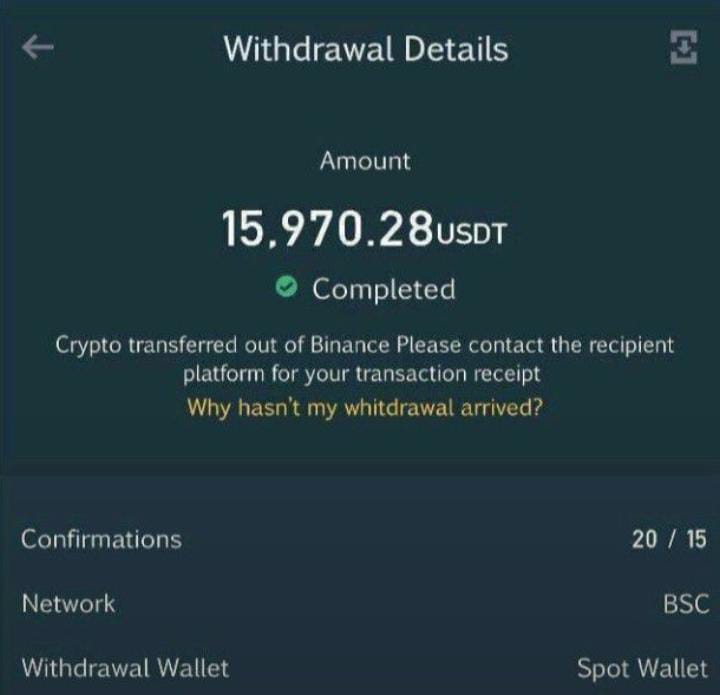 Withdrawal Details
Amount
15,970.28USDT
Completed
Crypto transferred out of Binance Please contact the recipient
platform for your transaction receipt
Why hasn't my whitdrawal arrived?
Confirmations 20 / 15
Network BSC
Withdrawal Wallet Spot Wallet